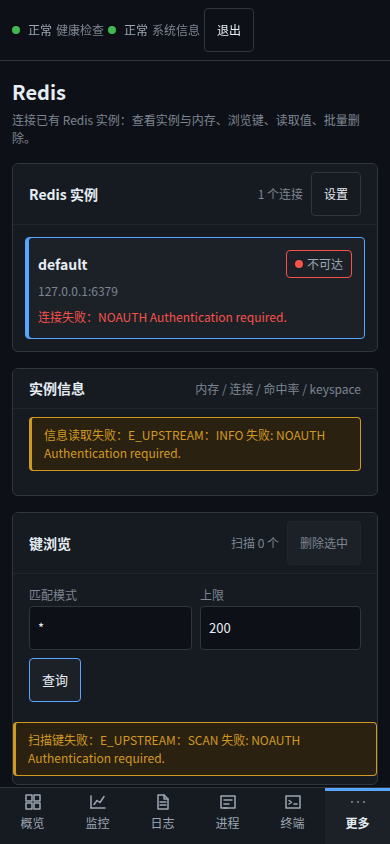 正常 健康检查 正常 系统信息 退出
Redis
连接已有 Redis 实例：查看实例与内存、浏览键、读取值、批量删
除。
Redis 实例 1 个连接 设置
default 不可达
127.0.0.1:6379
连接失败：NOAUTH Authentication required.
实例信息 内存 / 连接 / 命中率 / keyspace
信息读取失败：E_UPSTREAM：INFO 失败: NOAUTH
Authentication required.
键浏览 扫描 0 个 删除选中
匹配模式 上限
* 200
查询
扫描键失败：E_UPSTREAM：SCAN 失败: NOAUTH
Authentication required.
概览 监控 日志 进程 终端 更多